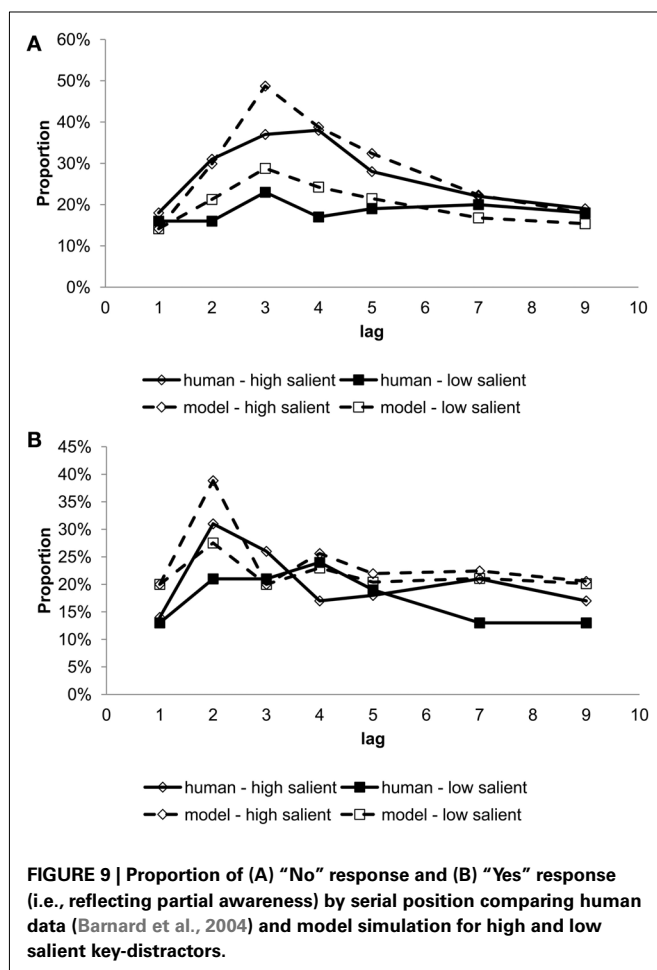 A
60%
50%
40%
30%
20%
10%
0%
Proportion
0 1 2 3 4 5 6 7 8 9 10
lag
human - high salient human - low salient
model - high salient model - low salient
B
45%
40%
35%
30%
25%
20%
15%
10%
5%
0%
Proportion
0 1 2 3 4 5 6 7 8 9 10
lag
human - high salient human - low salient
model - high salient model - low salient
FIGURE 9 | Proportion of (A) “No” response and (B) “Yes” response
(i.e., reflecting partial awareness) by serial position comparing human
data (Barnard et al., 2004) and model simulation for high and low
salient key-distractors.